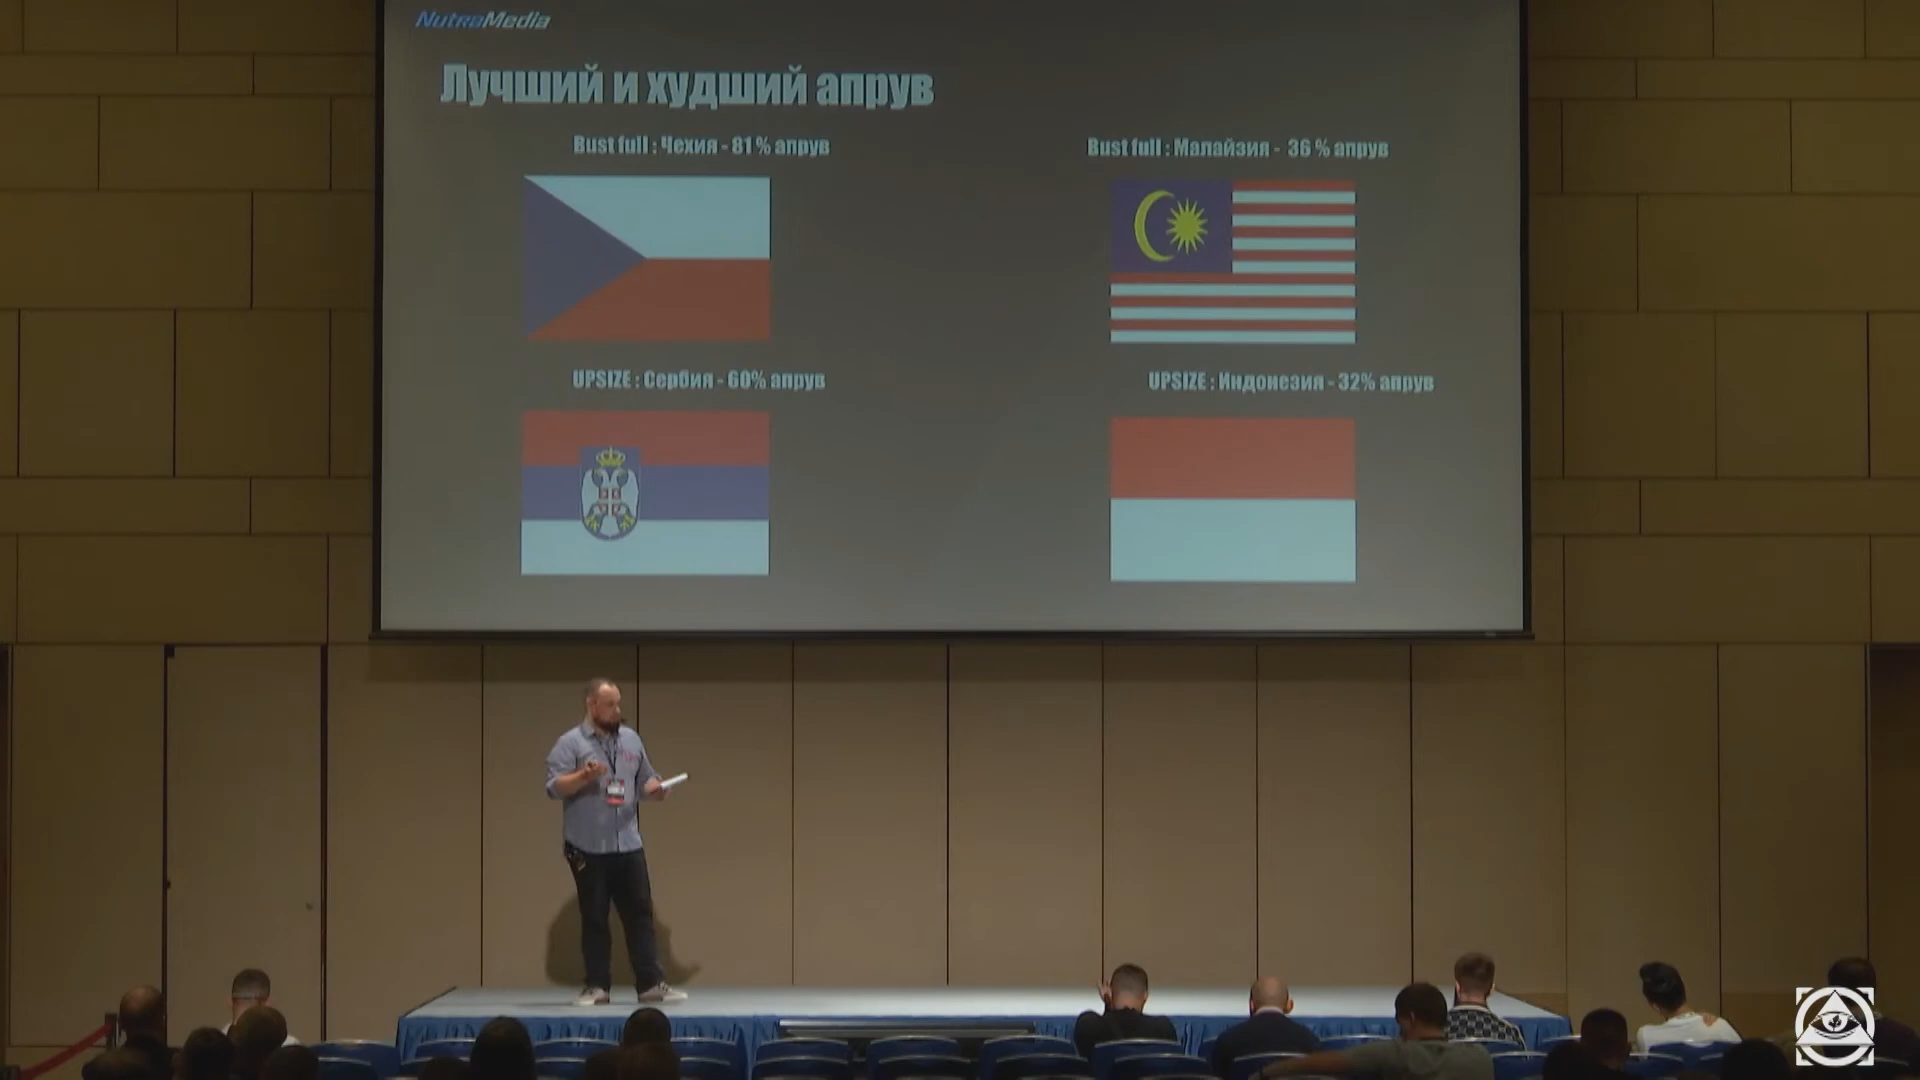 NutraMedia
Лучший и худший апрув
Bust full : Чехия - 81 % апрув
Bust full : Малайзия - 36 % апрув
UPSIZE : Сербия - 60% апрув
UPSIZE : Индонезия - 32% апрув